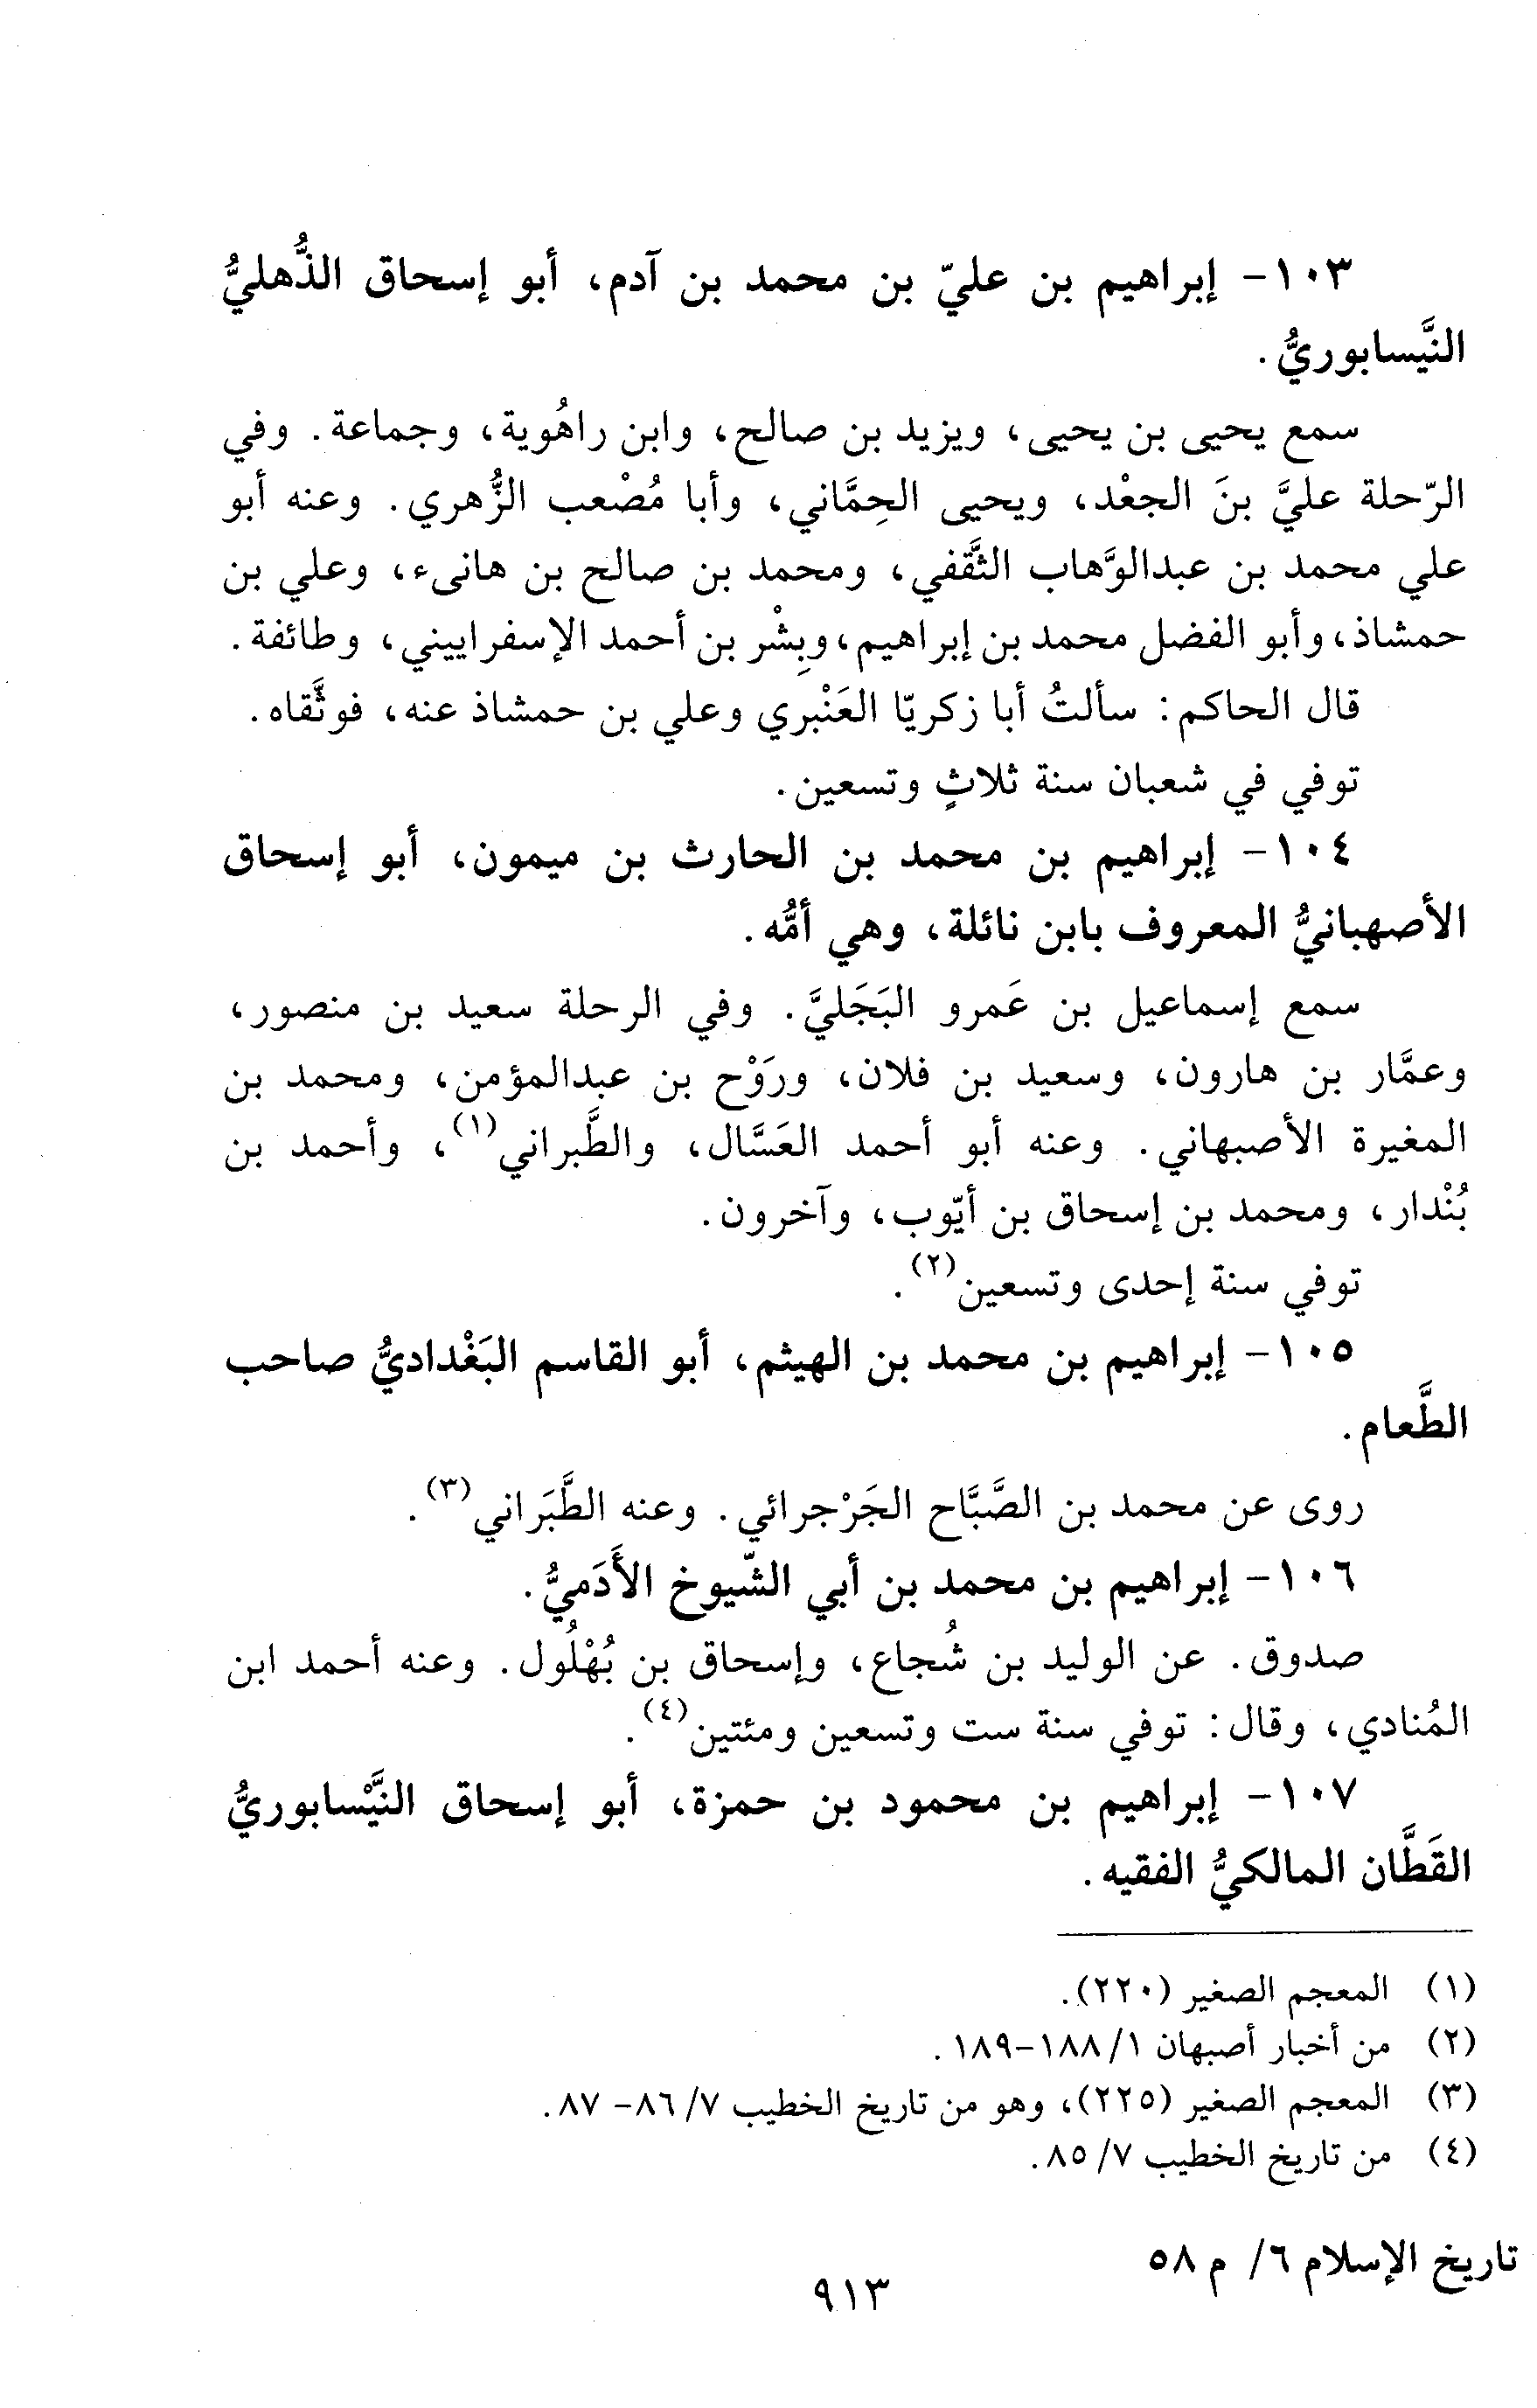 ١٠٣- إبراهيم بن عليّ بن محمد بن آدم، أبو إسحاق الذُّهليُّ
النَّيسابوريُّ.
سمع يحيى بن يحيى، ويزيد بن صالح، وابن راهُوية، وجماعة. وفي
الرّحلة عليَّ بنَ الجعْد، ويحيى الحِمَّاني، وأبا مُصْعب الزُّهري. وعنه أبو
علي محمد بن عبدالوَّهاب الثَّقفي، ومحمد بن صالح بن هانىء، وعلي بن
حمشاذ، وأبو الفضل محمد بن إبراهيم، وبِشْر بن أحمد الإسفراييني، وطائفة.
قال الحاكم: سألتُ أبا زكريّا العَنْبري وعلي بن حمشاذ عنه، فوثَّقاه.
توفي في شعبان سنة ثلاثٍ وتسعين.
١٠٤- إبراهيم بن محمد بن الحارث بن ميمون، أبو إسحاق
الأصهبانيُّ المعروف بابن نائلة، وهي أمُّه.
سمع إسماعيل بن عَمرو البَجَليَّ. وفي الرحلة سعيد بن منصور،
وعمَّار بن هارون، وسعيد بن فلان، ورَوْح بن عبدالمؤمن، ومحمد بن
المغيرة الأصبهاني. وعنه أبو أحمد العَسَّال، والطَّبراني(١)، وأحمد بن
بُنْدار، ومحمد بن إسحاق بن أيّوب، وآخرون.
توفي سنة إحدى وتسعين(٢).
١٠٥- إبراهيم بن محمد بن الهيثم، أبو القاسم البَغْداديُّ صاحب
الطَّعام.
روى عن محمد بن الصَّبَّاح الجَرْجرائي. وعنه الطَّبَراني(٣).
١٠٦- إبراهيم بن محمد بن أبي الشّيوخ الأَدَميُّ.
صدوق. عن الوليد بن شُجاع، وإسحاق بن بُهْلُول. وعنه أحمد ابن
المُنادي، وقال: توفي سنة ست وتسعين ومئتين(٤).
١٠٧- إبراهيم بن محمود بن حمزة، أبو إسحاق النَّيْسابوريُّ
القَطَّان المالكيُّ الفقيه.
(١) المعجم الصغير (٢٢٠).
(٢) من أخبار أصبهان ١/ ١٨٨-١٨٩.
(٣) المعجم الصغير (٢٢٥)، وهو من تاريخ الخطيب ٧/ ٨٦- ٨٧.
(٤) من تاريخ الخطيب ٧/ ٨٥.
تاريخ الإسلام ٦/ م ٥٨
٩١٣